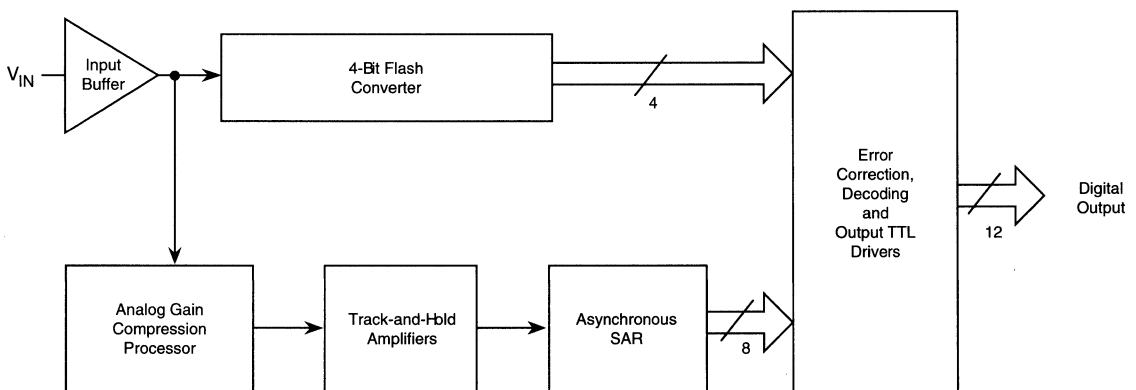 V_IN
Input
Buffer
4-Bit Flash
Converter
4
Error
Correction,
Decoding
and
Output TTL
Drivers
12
Digital
Output
Analog Gain
Compression
Processor
Track-and-Hold
Amplifiers
Asynchronous
SAR
8